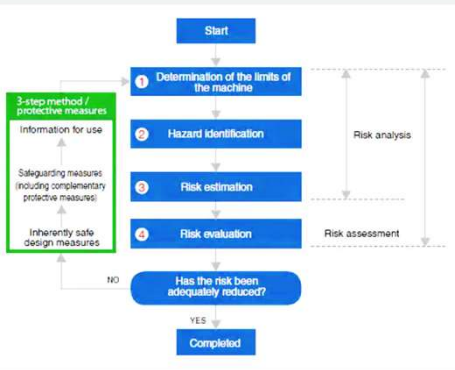 Start
1 Determination of the limits of
the machine
3-step method /
protective measures
Information for use
2 Hazard identification
Risk analysis
Safeguarding measures
(including complementary
protective measures)
3 Risk estimation
Inherently safe
design measures
4 Risk evaluation
Risk assessment
Has the risk been
adequately reduced?
NO
YES
Completed